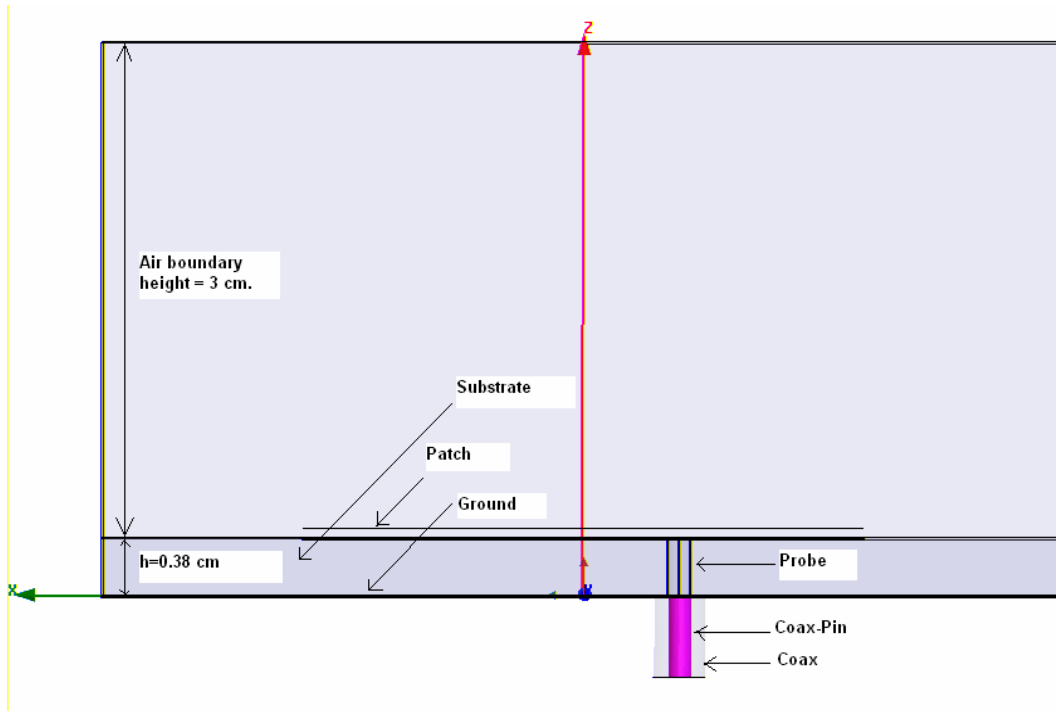 Z
Air boundary
height = 3 cm.
Substrate
Patch
Ground
h=0.38 cm
Probe
X
Coax-Pin
Coax